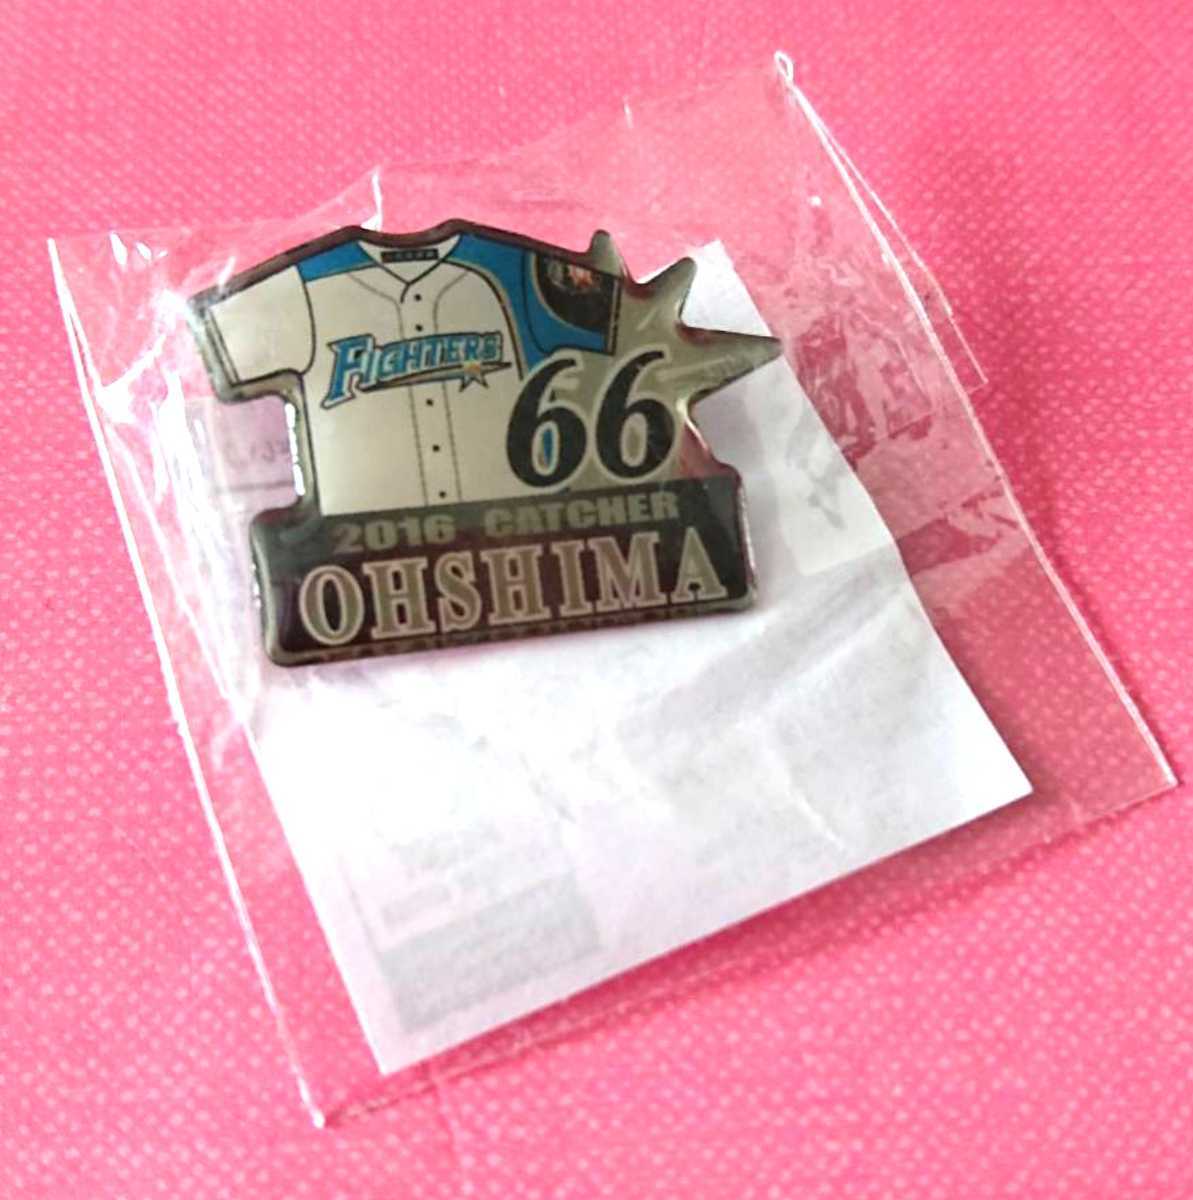 FIGHTERS
66
2016 CATCHER
OHSHIMA